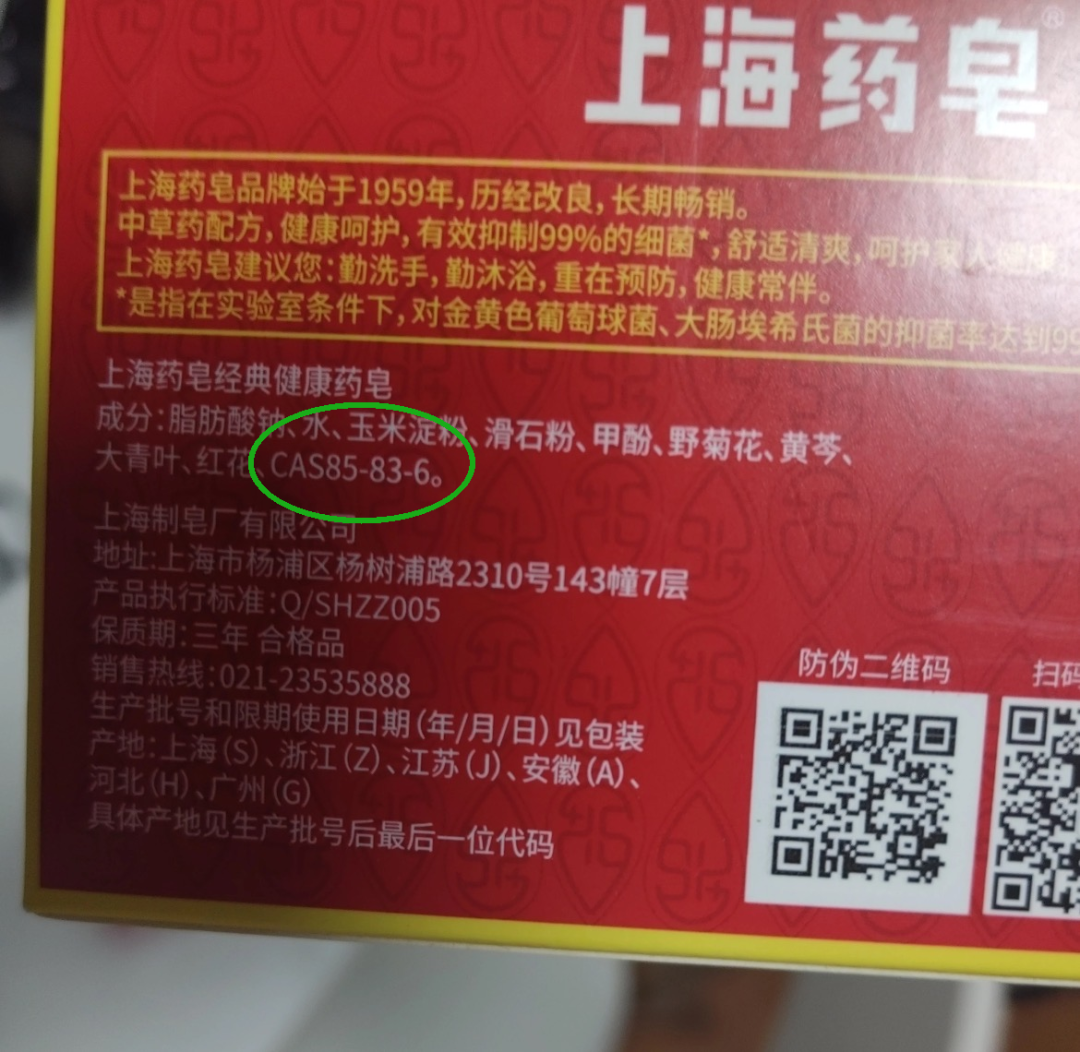 上海药皂®
上海药皂品牌始于1959年，历经改良，长期畅销。
中草药配方，健康呵护，有效抑制99%的细菌*，舒适清爽，呵护家人健康
上海药皂建议您：勤洗手，勤沐浴，重在预防，健康常伴。
*是指在实验室条件下，对金黄色葡萄球菌、大肠埃希氏菌的抑菌率达到99
上海药皂经典健康药皂
成分：脂肪酸钠、水、玉米淀粉、滑石粉、甲酚、野菊花、黄芩、
大青叶、红花、CAS85-83-6。
上海制皂厂有限公司
地址：上海市杨浦区杨树浦路2310号143幢7层
产品执行标准：Q/SHZZ005
保质期：三年 合格品
销售热线：021-23535888
生产批号和限期使用日期（年/月/日）见包装
产地：上海（S）、浙江（Z）、江苏（J）、安徽（A）、
河北（H）、广州（G）
具体产地见生产批号后最后一位代码
防伪二维码
扫码